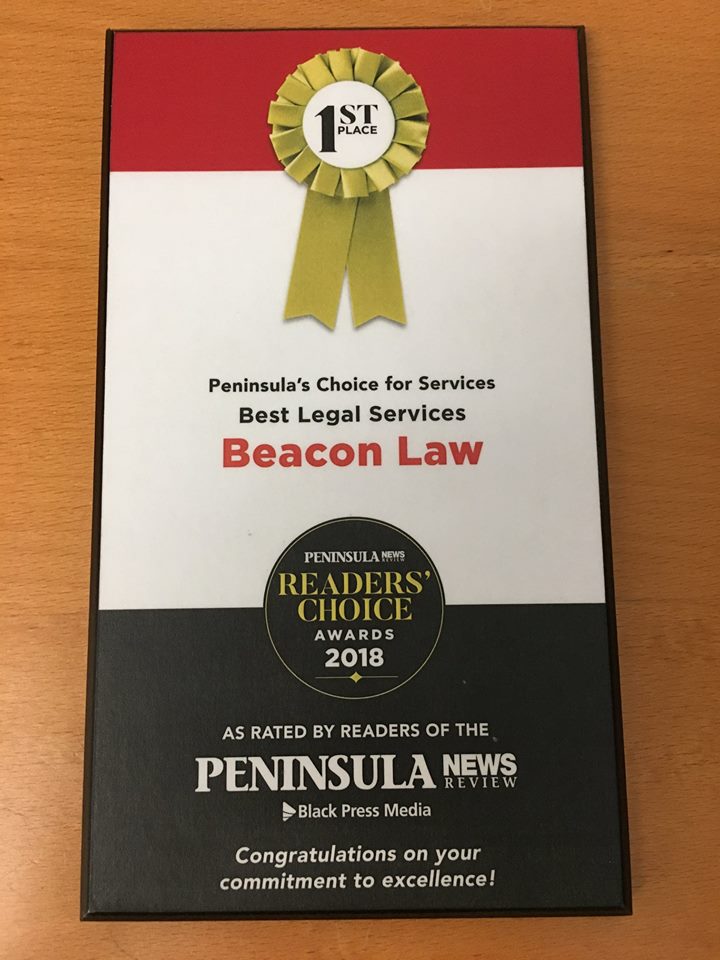 1ST
PLACE
Peninsula's Choice for Services
Best Legal Services
Beacon Law
PENINSULA NEWS
REVIEW
READERS'
CHOICE
AWARDS
2018
AS RATED BY READERS OF THE
PENINSULA NEWS
REVIEW
Black Press Media
Congratulations on your
commitment to excellence!